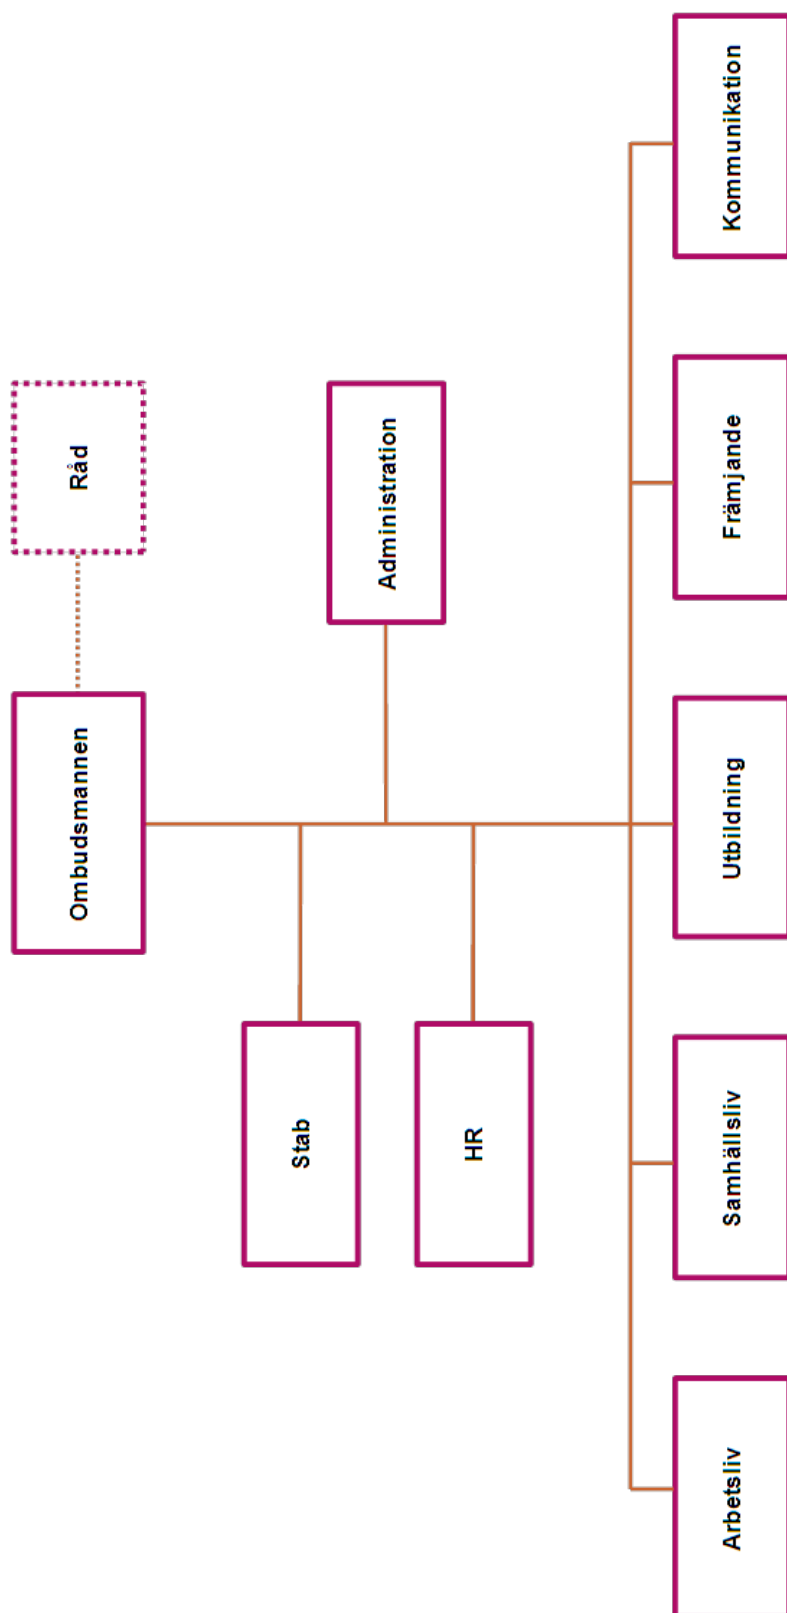 Ombudsmannen
Råd
Stab
Administration
HR
Arbetsliv
Samhällsliv
Utbildning
Främjande
Kommunikation